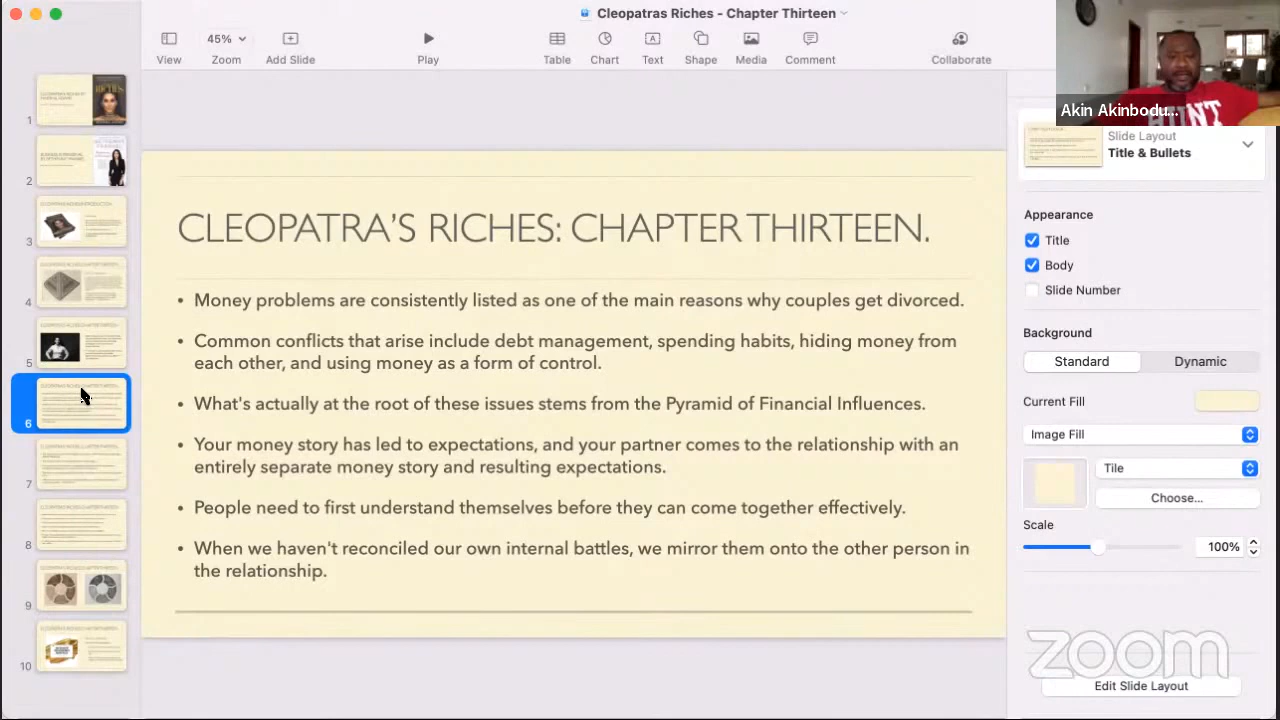 Cleopatras Riches - Chapter Thirteen
45%
View
Zoom
Add Slide
Play
Table
Chart
Text
Shape
Media
Comment
Collaborate
HUNT
Akin Akinbodu...
Slide Layout
Title & Bullets
Appearance
Title
Body
Slide Number
Background
Standard
Dynamic
Current Fill
Image Fill
Tile
Choose...
Scale
100%
zoom
Edit Slide Layout
1
2
3
4
5
6
7
8
9
10
CLEOPATRA'S RICHES: CHAPTER THIRTEEN.
• Money problems are consistently listed as one of the main reasons why couples get divorced.
• Common conflicts that arise include debt management, spending habits, hiding money from
each other, and using money as a form of control.
• What's actually at the root of these issues stems from the Pyramid of Financial Influences.
• Your money story has led to expectations, and your partner comes to the relationship with an
entirely separate money story and resulting expectations.
• People need to first understand themselves before they can come together effectively.
• When we haven't reconciled our own internal battles, we mirror them onto the other person in
the relationship.